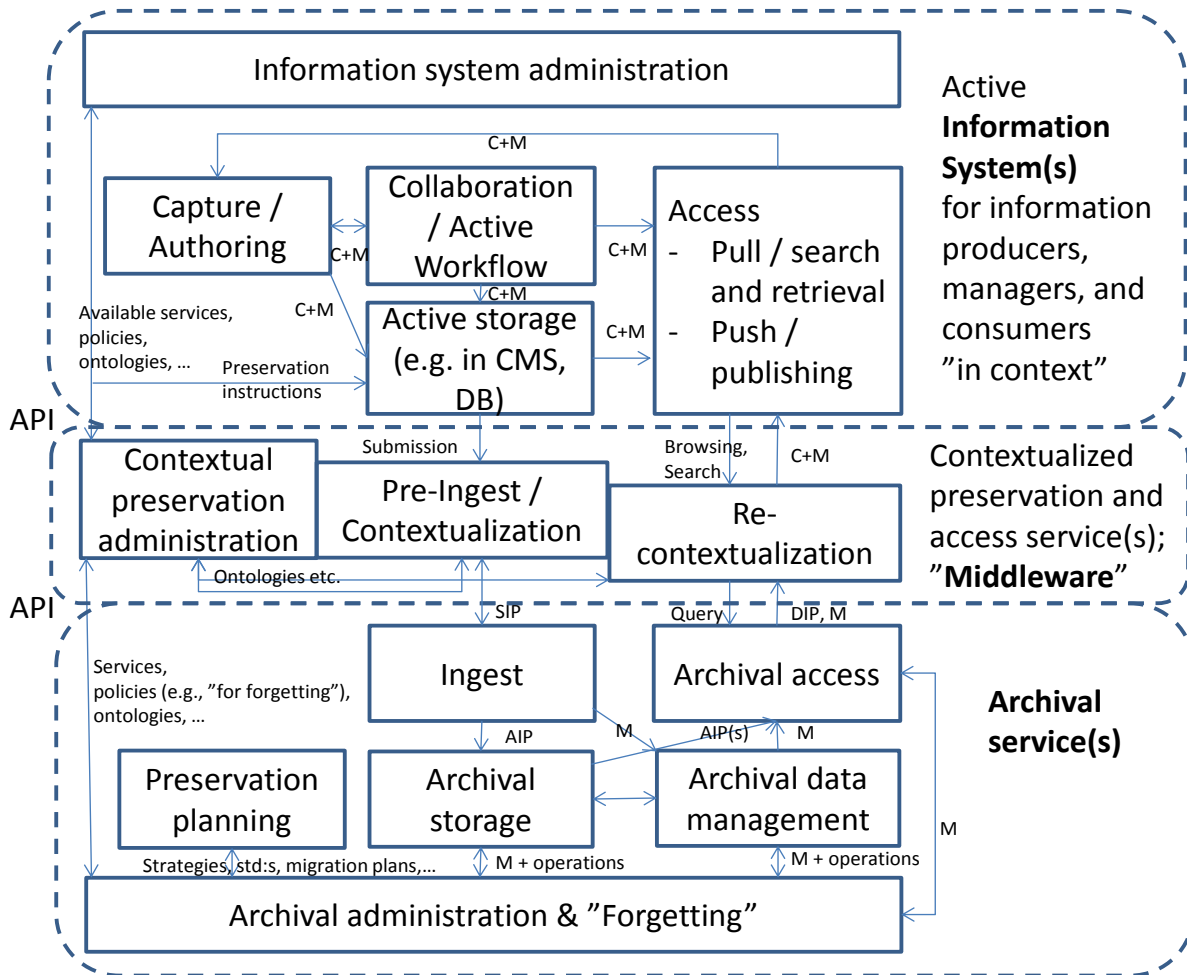 Information system administration
Active
Information
System(s)
for information
producers,
managers, and
consumers
”in context”
C+M
Capture /
Authoring
Collaboration
/ Active
Workflow
Access
- Pull / search
and retrieval
- Push /
publishing
C+M
C+M
C+M
C+M
Available services,
policies,
ontologies, ...
Active storage
(e.g. in CMS,
DB)
C+M
Preservation
instructions
API
Submission
Browsing,
Search
C+M
Contextual
preservation
administration
Pre-Ingest /
Contextualization
Re-
contextualization
Contextualized
preservation and
access service(s);
”Middleware”
Ontologies etc.
API
SIP
Query
DIP, M
Services,
policies (e.g., ”for forgetting”),
ontologies, ...
Ingest
Archival access
Archival
service(s)
AIP
M
AIP(s)
M
Preservation
planning
Archival
storage
Archival data
management
M
Strategies, std:s, migration plans,...
M + operations
M + operations
Archival administration & ”Forgetting”